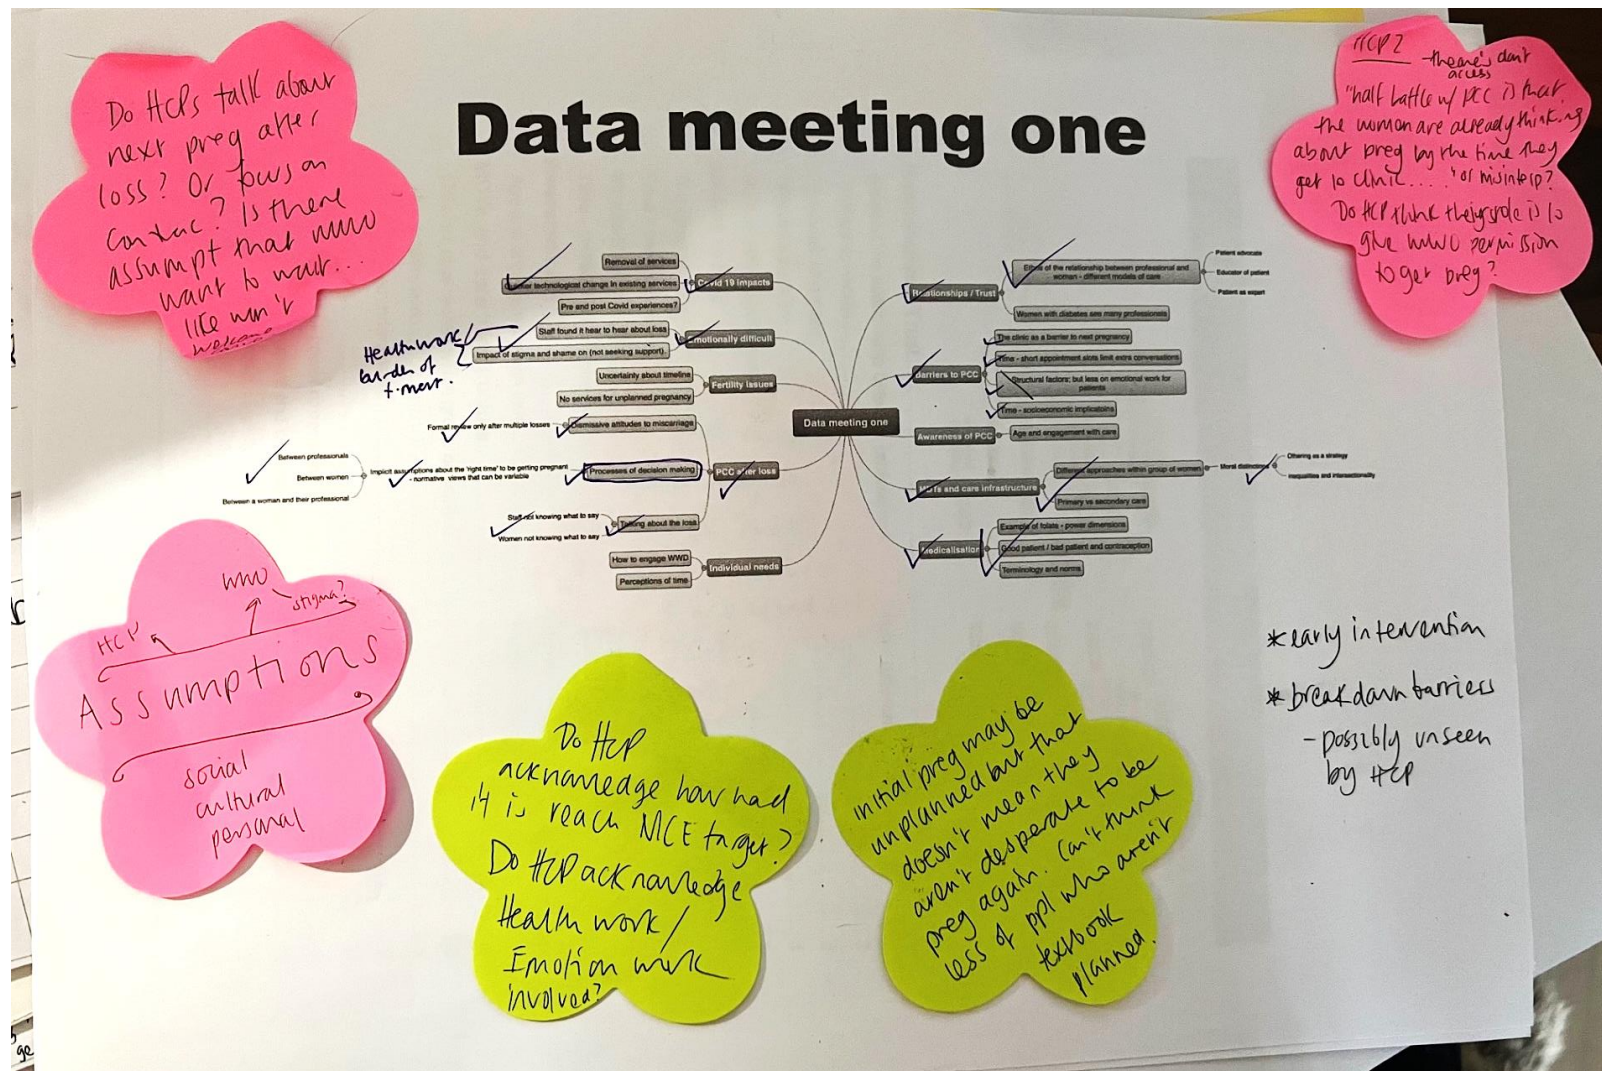 Data meeting one
Do HCPs talk about
next preg after
loss? Or focus on
contrac? Is there
assumpt that WWD
want to wait...
like won't
welcome
HCP2
"half battle w/ PCC is that
the women are already thinking
about preg by the time they
get to clinic.... " or misinterp?
Do HCP think their role is to
give WWD permission
to get preg?
Removal of services
Quicker technological change in existing services
Pre and post Covid experiences?
Covid 19 impacts
Staff found it hear to hear about loss
Impact of stigma and shame on (not seeking support).
Emotionally difficult
Health work/
burden of
Uncertainty about timeline
No services for unplanned pregnancy
Fertility issues
Formal review only after multiple losses
Dismissive attitudes to miscarriage
Between professionals
Between women
Between a woman and their professional
Implicit assumptions about the 'right time' to be getting pregnant
- normative views that can be variable
Processes of decision making
PCC after loss
Staff not knowing what to say
Women not knowing what to say
Talking about the loss
How to engage WWD
Perceptions of time
Individual needs
Data meeting one
Relationships / Trust
Ethos of the relationship between professional and
woman - different models of care
Patient advocate
Educator of patient
Patient as expert
Women with diabetes see many professionals
Barriers to PCC
The clinic as a barrier to next pregnancy
Time - short appointment slots limit extra conversations
Structural factors; but less on emotional work for
patients
Time - socioeconomic implicatoins
Awareness of PCC
Age and engagement with care
MDTs and care infrastructure
Different approaches within group of women
Moral distinctions
Othering as a strategy
Inequalities and intersectionality
Primary vs secondary care
Medicalisation
Example of folate - power dimensions
Good patient / bad patient and contraception
Terminology and norms
WWD
stigma?
HCP
Assumptions
social
cultural
personal
Do HCP
acknowledge how hard
it is reach target?
Do HCP acknowledge
Health work/
Emotion work
involved?
initial preg may be
unplanned but that
doesn't mean they
aren't desperate to be
preg again. Can't think
less of ppl who aren't
textbook
planned.
*early intervention
*breakdown barriers
- possibly unseen
by HCP